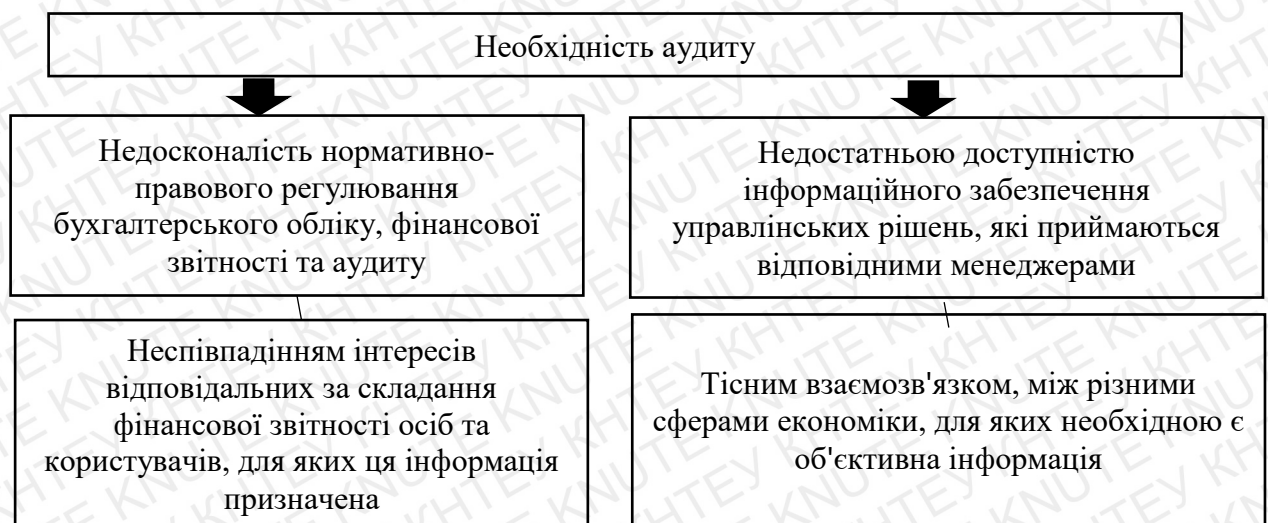 Необхідність аудиту
Недосконалість нормативно-
правового регулювання
бухгалтерського обліку, фінансової
звітності та аудиту
Недостатньою доступністю
інформаційного забезпечення
управлінських рішень, які приймаються
відповідними менеджерами
Неспівпадінням інтересів
відповідальних за складання
фінансової звітності осіб та
користувачів, для яких ця інформація
призначена
Тісним взаємозв'язком, між різними
сферами економіки, для яких необхідною є
об'єктивна інформація